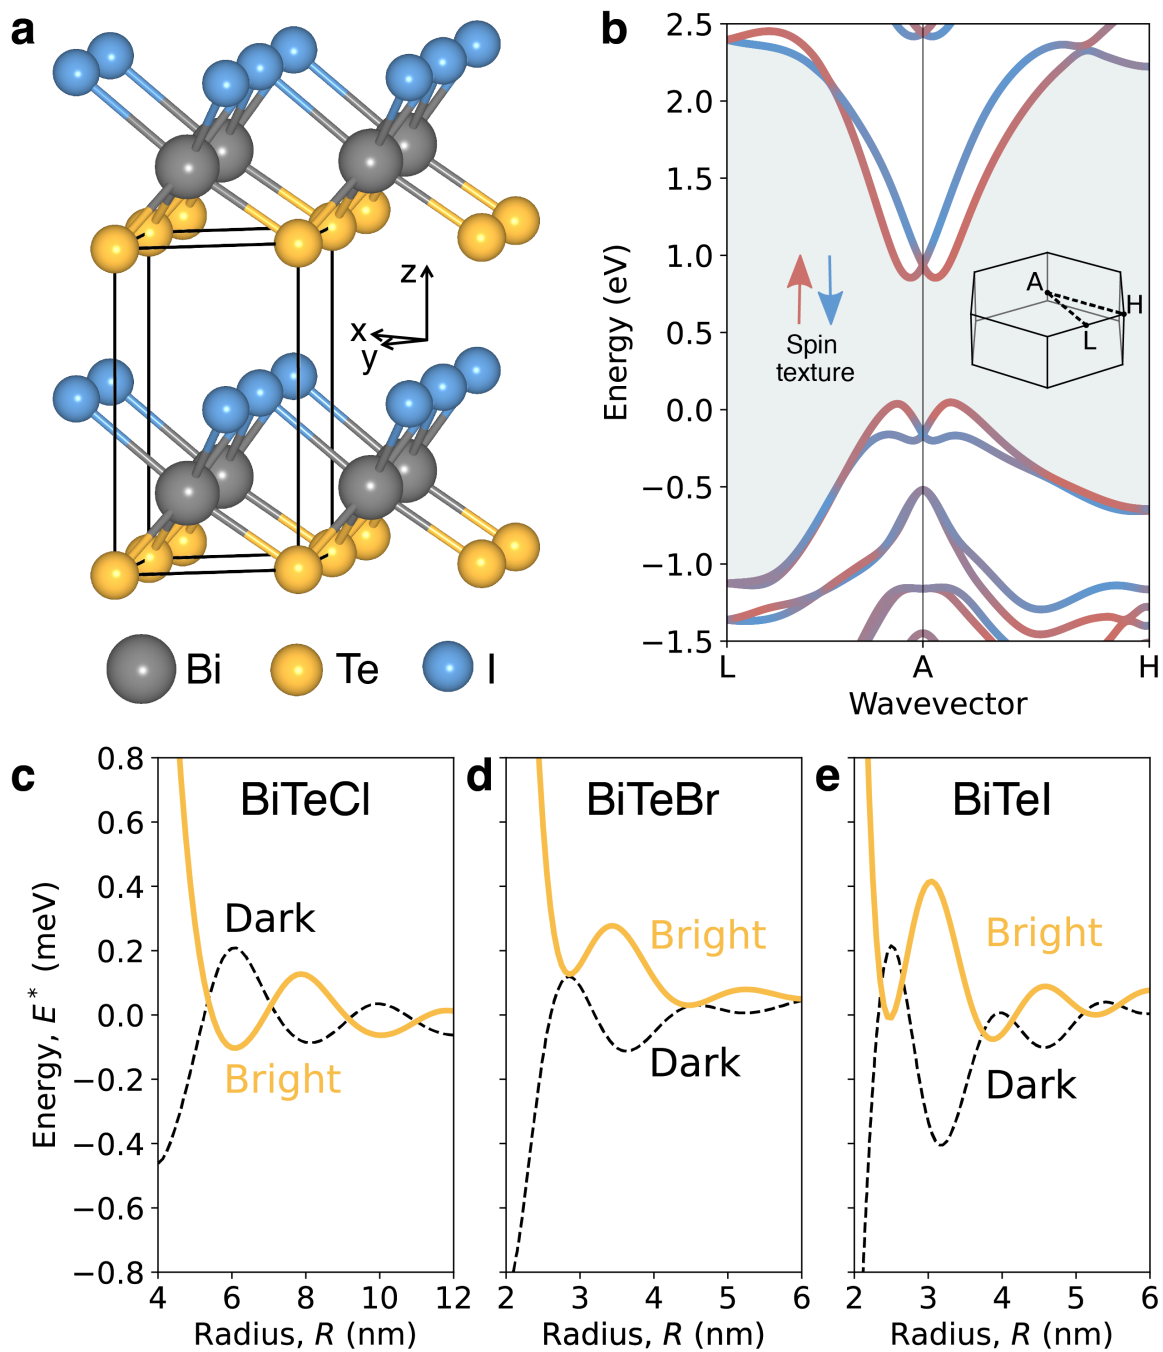 a
z
x
y
Bi
Te
I
b
2.5
2.0
1.5
1.0
0.5
0.0
−0.5
−1.0
−1.5
Energy (eV)
Spin
texture
A
H
L
L
A
H
Wavevector
c
BiTeCl
0.8
0.6
0.4
0.2
0.0
−0.2
−0.4
−0.6
−0.8
Energy, E* (meV)
Dark
Bright
4
6
8
10
12
Radius, R (nm)
d
BiTeBr
Bright
Dark
2
3
4
5
6
Radius, R (nm)
e
BiTeI
Bright
Dark
2
3
4
5
6
Radius, R (nm)